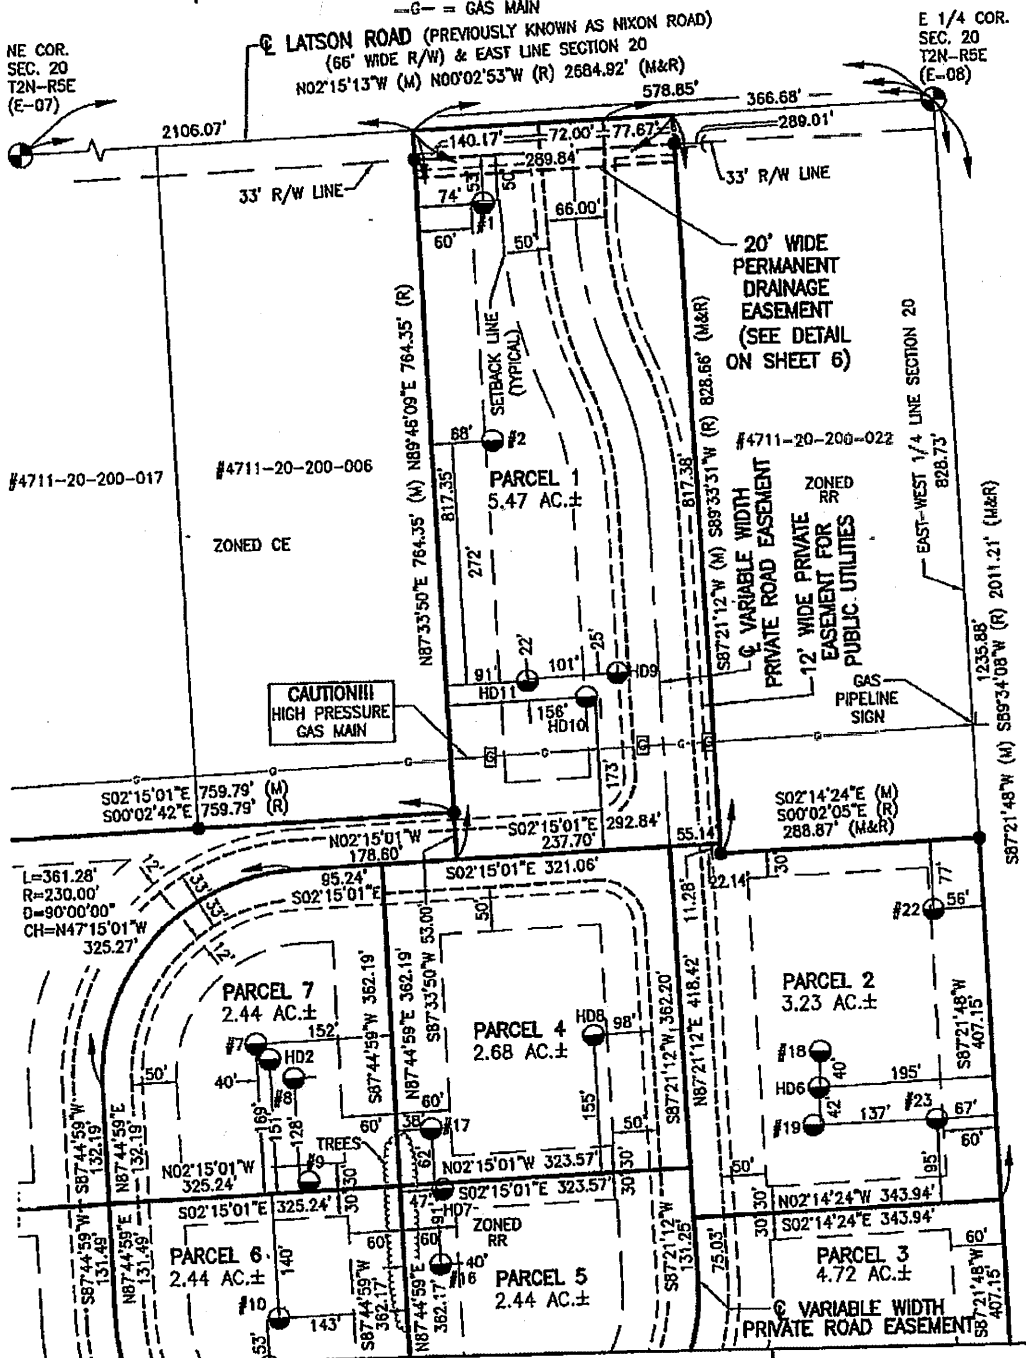 —G— = GAS MAIN
℄ LATSON ROAD (PREVIOUSLY KNOWN AS NIXON ROAD)
(66' WIDE R/W) & EAST LINE SECTION 20
N02°15'13"W (M) N00°02'53"W (R) 2684.92' (M&R)
NE COR.
SEC. 20
T2N-R5E
(E-07)
E 1/4 COR.
SEC. 20
T2N-R5E
(E-08)
578.85'
366.68'
2106.07'
140.17'
72.00'
77.67'
289.01'
289.84'
33' R/W LINE
33' R/W LINE
74'
53'
50'
#1
60'
50'
66.00'
20' WIDE
PERMANENT
DRAINAGE
EASEMENT
(SEE DETAIL
ON SHEET 6)
SETBACK LINE
(TYPICAL)
N87°33'50"E 764.35' (M) N89°46'09"E 764.35' (R)
S87°21'12"W (M) S89°33'31"W (R) 828.66' (M&R)
817.38'
68'
#2
817.35'
272'
PARCEL 1
5.47 AC.±
#4711-20-200-017
#4711-20-200-006
ZONED CE
#4711-20-200-022
ZONED
RR
℄ VARIABLE WIDTH
PRIVATE ROAD EASEMENT
12' WIDE PRIVATE
EASEMENT FOR
PUBLIC UTILITIES
EAST-WEST 1/4 LINE SECTION 20
828.73'
1235.88'
S87°21'48"W (M) S89°34'08"W (R) 2011.21' (M&R)
GAS
PIPELINE
SIGN
22'
101'
25'
HD9
91'
HD11
156'
HD10
173'
CAUTION!!!
HIGH PRESSURE
GAS MAIN
G G G G G G G G
S02°15'01"E 759.79' (M)
S00°02'42"E 759.79' (R)
S02°14'24"E (M)
S00°02'05"E (R)
288.87' (M&R)
N02°15'01"W
178.60'
S02°15'01"E
237.70'
292.84'
55.14'
95.24'
S02°15'01"E
S02°15'01"E 321.06'
L=361.28'
R=230.00'
D=90°00'00"
CH=N47°15'01"W
325.27'
12'
33'
33'
12'
53.00'
S87°33'50"W
50'
11.28'
22.14'
30'
77'
56'
#22
PARCEL 7
2.44 AC.±
PARCEL 4
2.68 AC.±
PARCEL 2
3.23 AC.±
S87°44'59"W 362.19'
N87°44'59"E 362.19'
S87°21'12"W 362.20'
N87°21'12"E 418.42'
S87°21'48"W
407.15'
#7
152'
HD2
HD8
98'
155'
#18
40'
HD6
195'
42'
#19
137'
#23
67'
60'
95'
50'
40'
#8
69'
151'
128'
TREES
60'
60'
38'
#17
62'
50'
50'
S87°44'59"W
132.19'
N87°44'59"E
132.19'
N02°15'01"W
325.24'
#9
30'
30'
S02°15'01"E 325.24'
N02°15'01"W 323.57'
S02°15'01"E 323.57'
47'
HD7
91'
30'
30'
30'
30'
N02°14'24"W 343.94'
S02°14'24"E 343.94'
ZONED
RR
60'
60'
60'
S87°44'59"W
131.49'
N87°44'59"E
131.49'
PARCEL 6
2.44 AC.±
140'
#10
143'
53'
S87°44'59"W
362.17'
N87°44'59"E
362.17'
40'
#16
PARCEL 5
2.44 AC.±
S87°21'12"W
131.25'
75.03'
PARCEL 3
4.72 AC.±
S87°21'48"W
407.15'
℄ VARIABLE WIDTH
PRIVATE ROAD EASEMENT